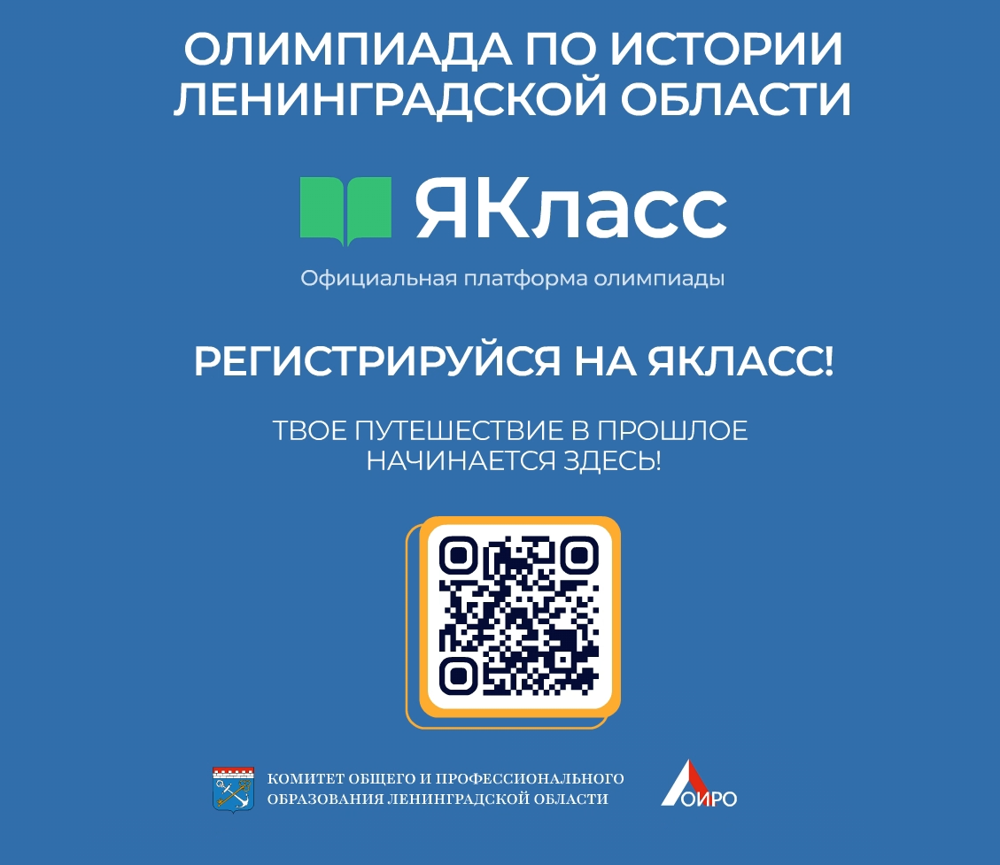 ОЛИМПИАДА ПО ИСТОРИИ
ЛЕНИНГРАДСКОЙ ОБЛАСТИ
ЯКласс
Официальная платформа олимпиады
РЕГИСТРИРУЙСЯ НА ЯКЛАСС!
ТВОЕ ПУТЕШЕСТВИЕ В ПРОШЛОЕ
НАЧИНАЕТСЯ ЗДЕСЬ!
КОМИТЕТ ОБЩЕГО И ПРОФЕССИОНАЛЬНОГО
ОБРАЗОВАНИЯ ЛЕНИНГРАДСКОЙ ОБЛАСТИ
ЛОИРО